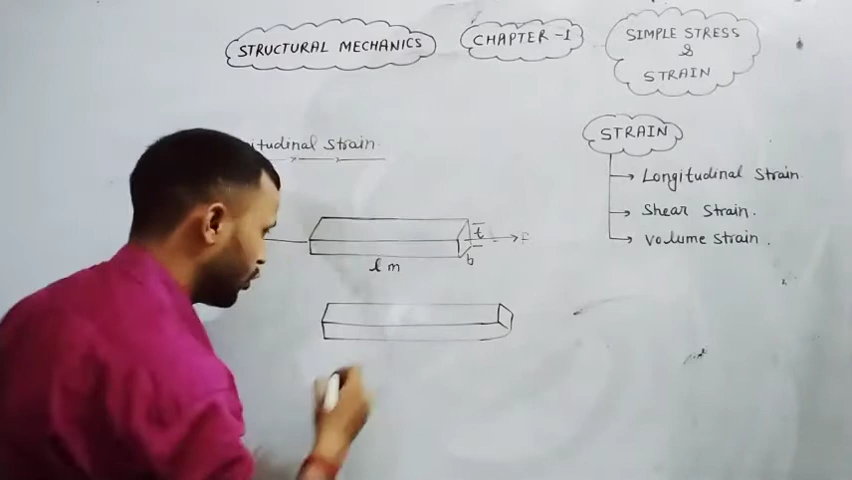 STRUCTURAL MECHANICS
CHAPTER - 1
SIMPLE STRESS
&
STRAIN
itudinal strain
STRAIN
Longitudinal strain
shear strain.
volume strain.
t
b
l m